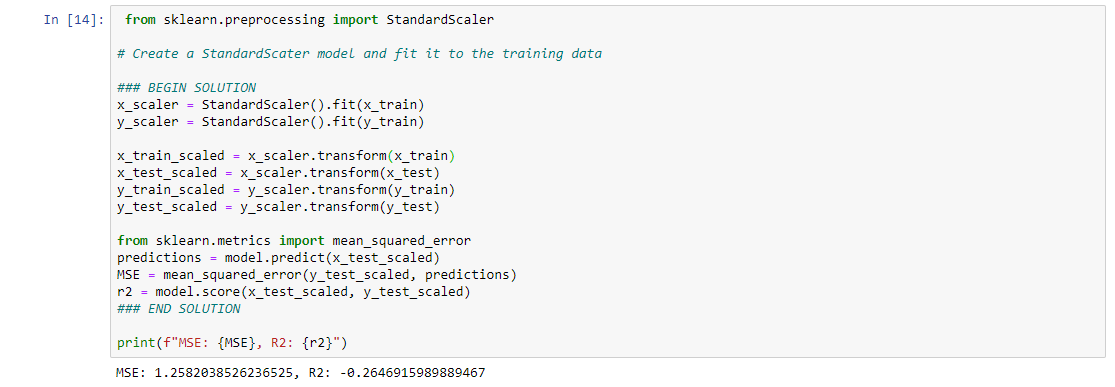 In [14]: from sklearn.preprocessing import StandardScaler
# Create a StandardScater model and fit it to the training data
### BEGIN SOLUTION
x_scaler = StandardScaler().fit(x_train)
y_scaler = StandardScaler().fit(y_train)
x_train_scaled = x_scaler.transform(x_train)
x_test_scaled = x_scaler.transform(x_test)
y_train_scaled = y_scaler.transform(y_train)
y_test_scaled = y_scaler.transform(y_test)
from sklearn.metrics import mean_squared_error
predictions = model.predict(x_test_scaled)
MSE = mean_squared_error(y_test_scaled, predictions)
r2 = model.score(x_test_scaled, y_test_scaled)
### END SOLUTION
print(f"MSE: {MSE}, R2: {r2}")
MSE: 1.2582038526236525, R2: -0.2646915989889467